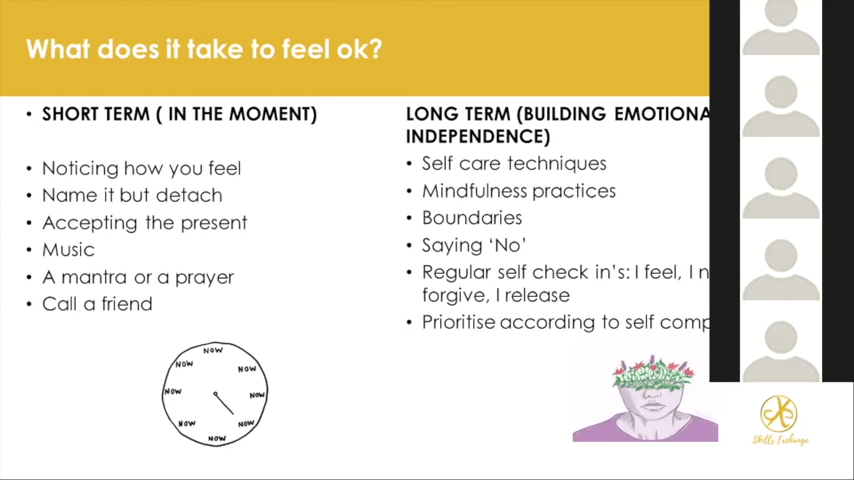 What does it take to feel ok?
• SHORT TERM ( IN THE MOMENT)
• Noticing how you feel
• Name it but detach
• Accepting the present
• Music
• A mantra or a prayer
• Call a friend
LONG TERM (BUILDING EMOTIONA
INDEPENDENCE)
• Self care techniques
• Mindfulness practices
• Boundaries
• Saying ‘No’
• Regular self check in’s: I feel, I n
forgive, I release
• Prioritise according to self comp
NOW
NOW
NOW
NOW
NOW
NOW
NOW
NOW
Skills Exchange